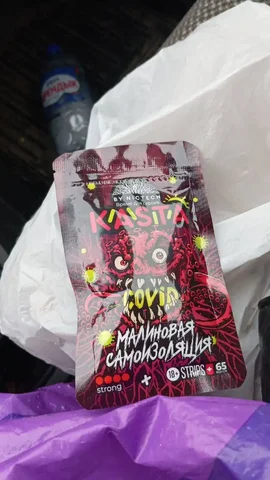 BY NICTECH
KASTA
COVID
МАЛИНОВАЯ
САМОИЗОЛЯЦИЯ
strong
+
18+ STRIPS + 65